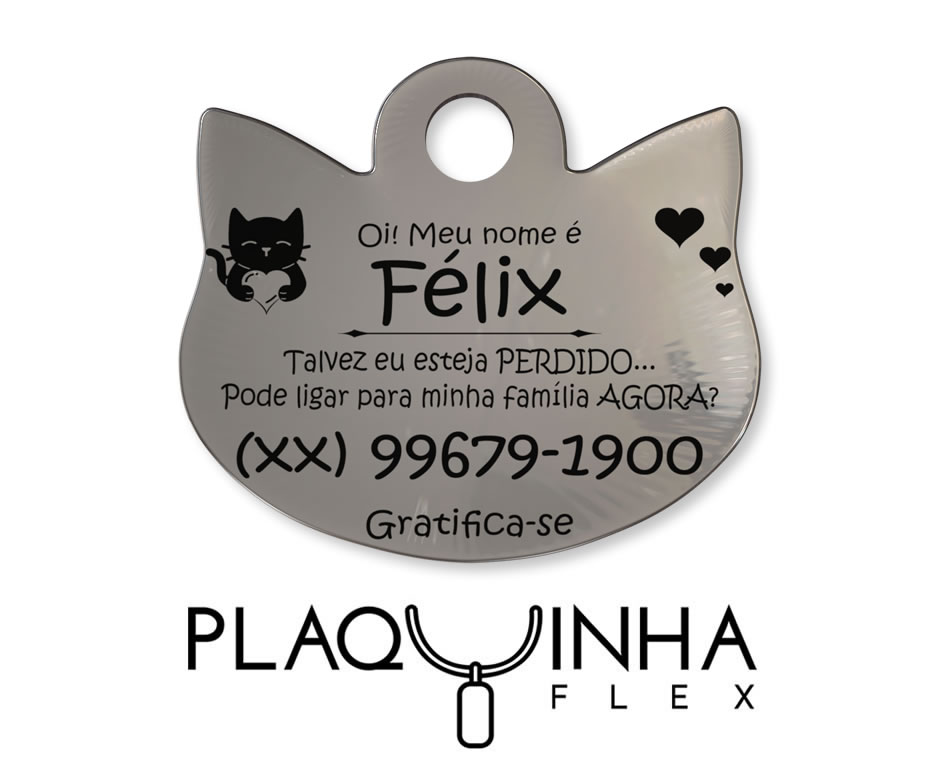 Oi! Meu nome é
Félix
Talvez eu esteja PERDIDO...
Pode ligar para minha família AGORA?
(xx) 99679-1900
Gratifica-se
PLAQUINHA
FLEX